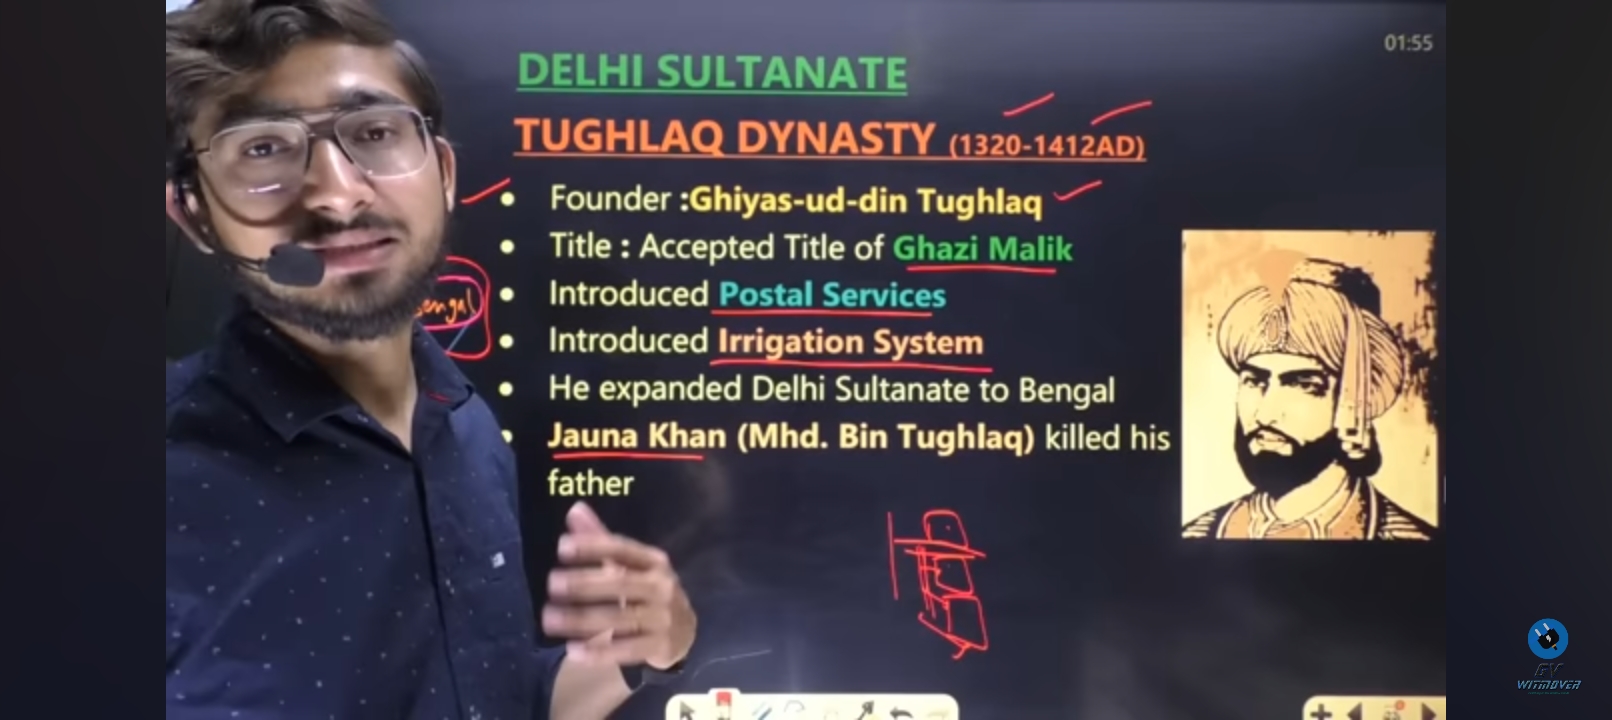 01:55
DELHI SULTANATE
TUGHLAQ DYNASTY (1320-1412AD)
• Founder :Ghiyas-ud-din Tughlaq
• Title : Accepted Title of Ghazi Malik
• Introduced Postal Services
• Introduced Irrigation System
• He expanded Delhi Sultanate to Bengal
• Jauna Khan (Mhd. Bin Tughlaq) killed his
father
WITMOVER